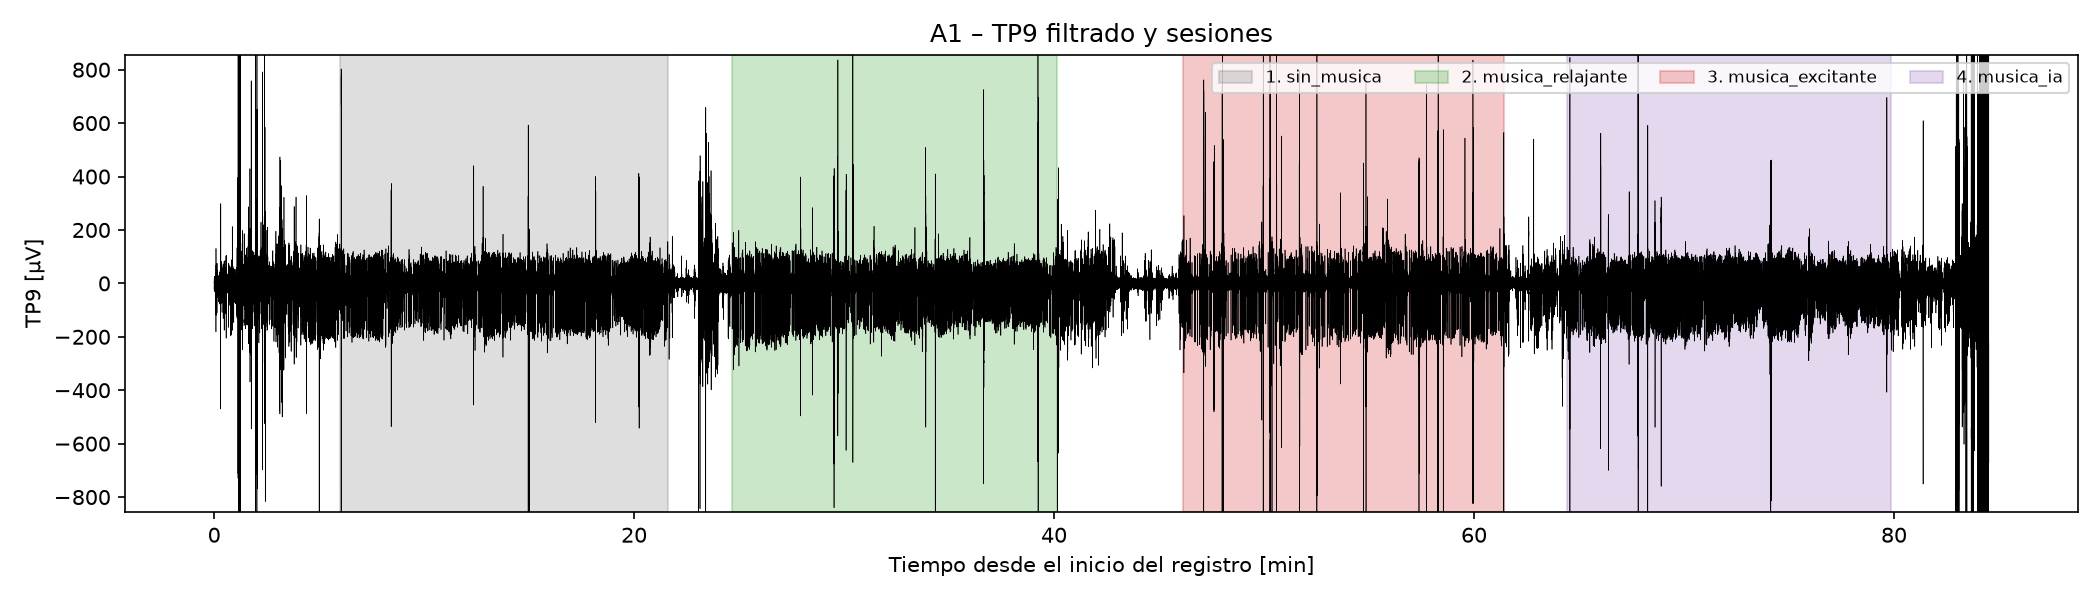 A1 – TP9 filtrado y sesiones
1. sin_musica 2. musica_relajante 3. musica_excitante 4. musica_ia
TP9 [µV]
800
600
400
200
0
−200
−400
−600
−800
0 20 40 60 80
Tiempo desde el inicio del registro [min]